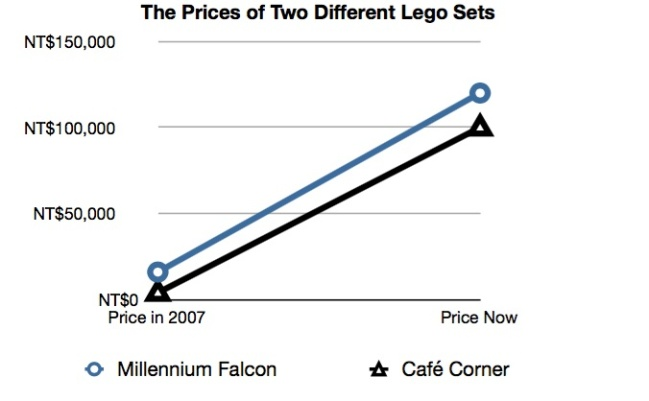 The Prices of Two Different Lego Sets
NT$150,000
NT$100,000
NT$50,000
NT$0
Price in 2007 Price Now
Millennium Falcon Café Corner